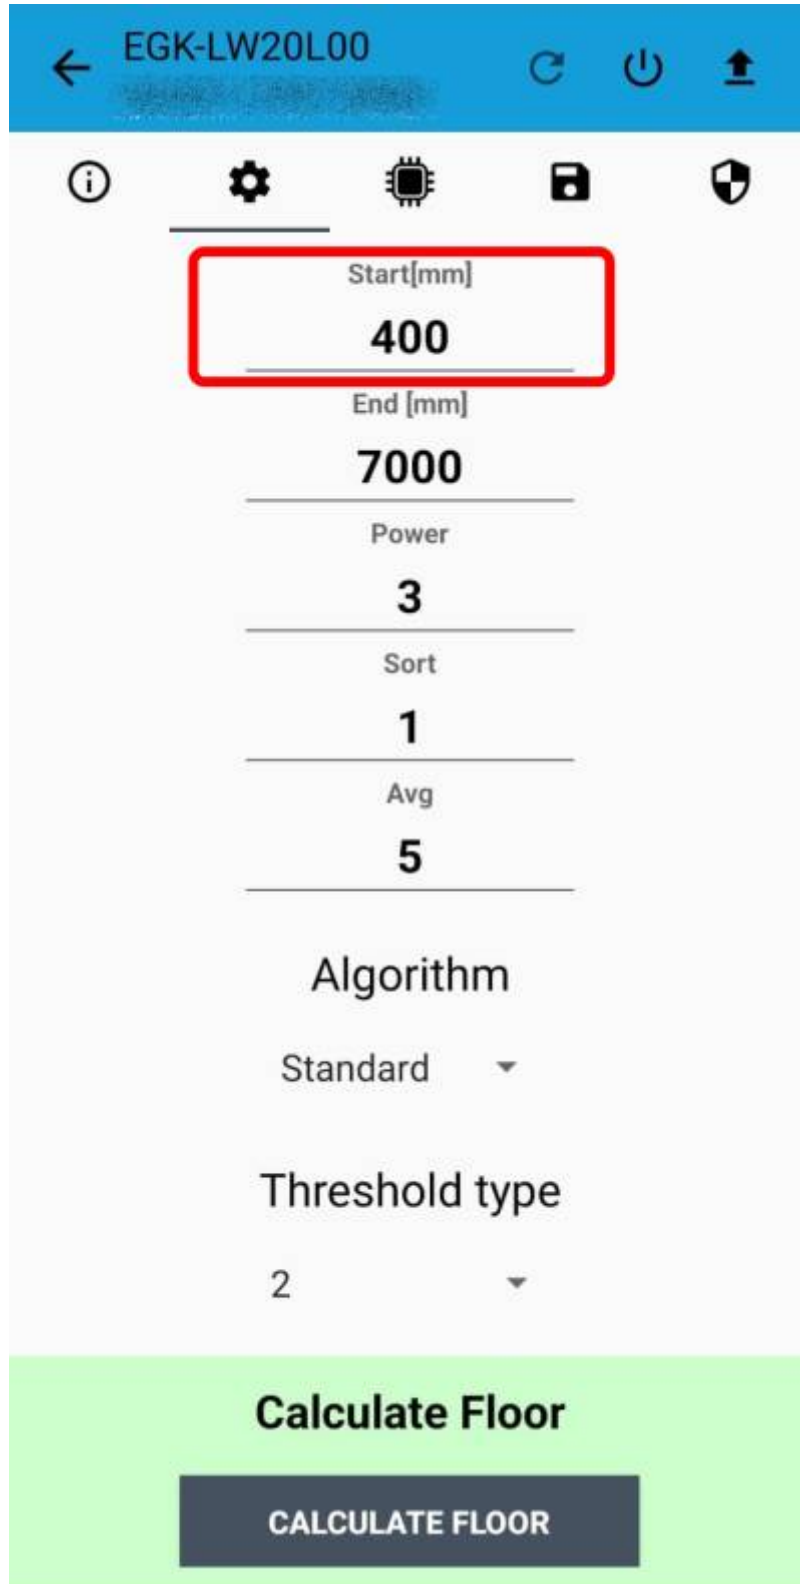 EGK-LW20L00
Start[mm]
400
End [mm]
7000
Power
3
Sort
1
Avg
5
Algorithm
Standard
Threshold type
2
Calculate Floor
CALCULATE FLOOR